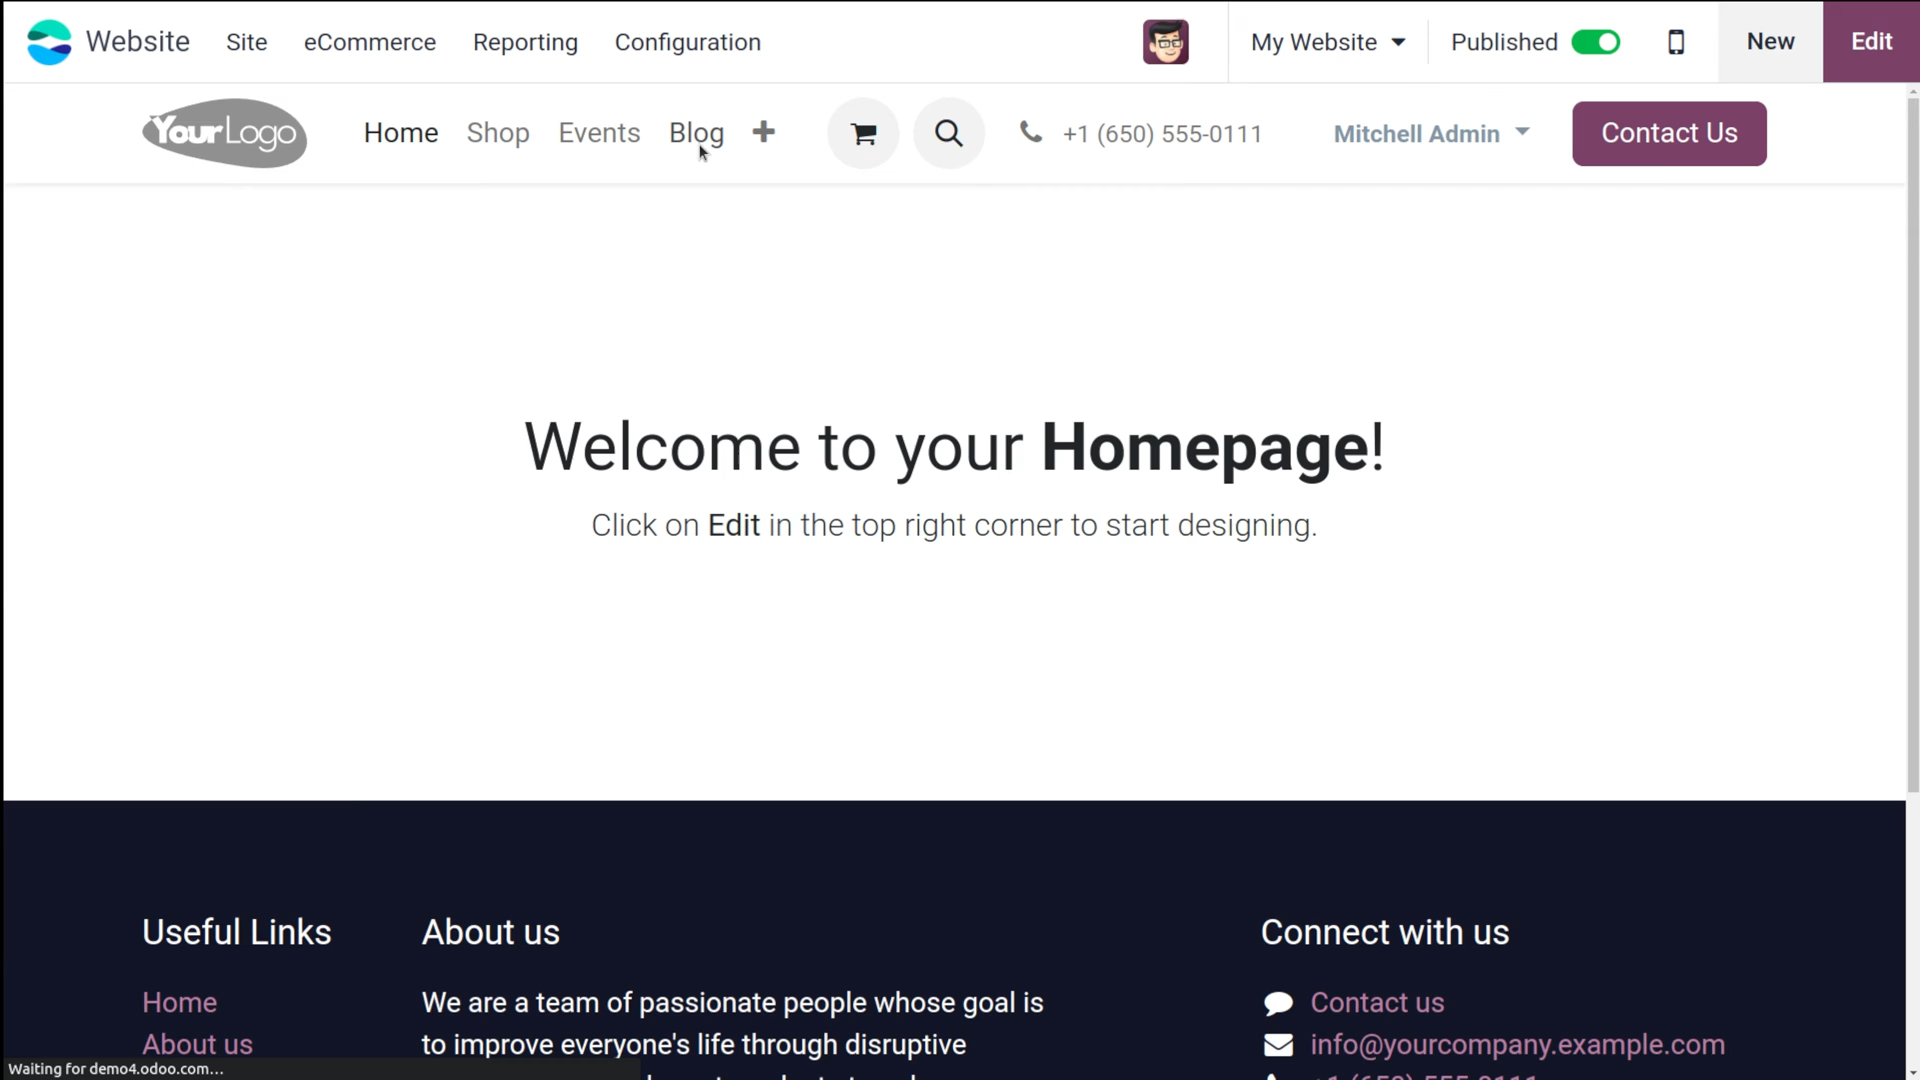 Website Site eCommerce Reporting Configuration My Website Published New Edit
YourLogo Home Shop Events Blog +1 (650) 555-0111 Mitchell Admin Contact Us
Welcome to your Homepage!
Click on Edit in the top right corner to start designing.
Useful Links
Home
About us
About us
We are a team of passionate people whose goal is
to improve everyone's life through disruptive
Connect with us
Contact us
info@yourcompany.example.com
Waiting for demo4.odoo.com...